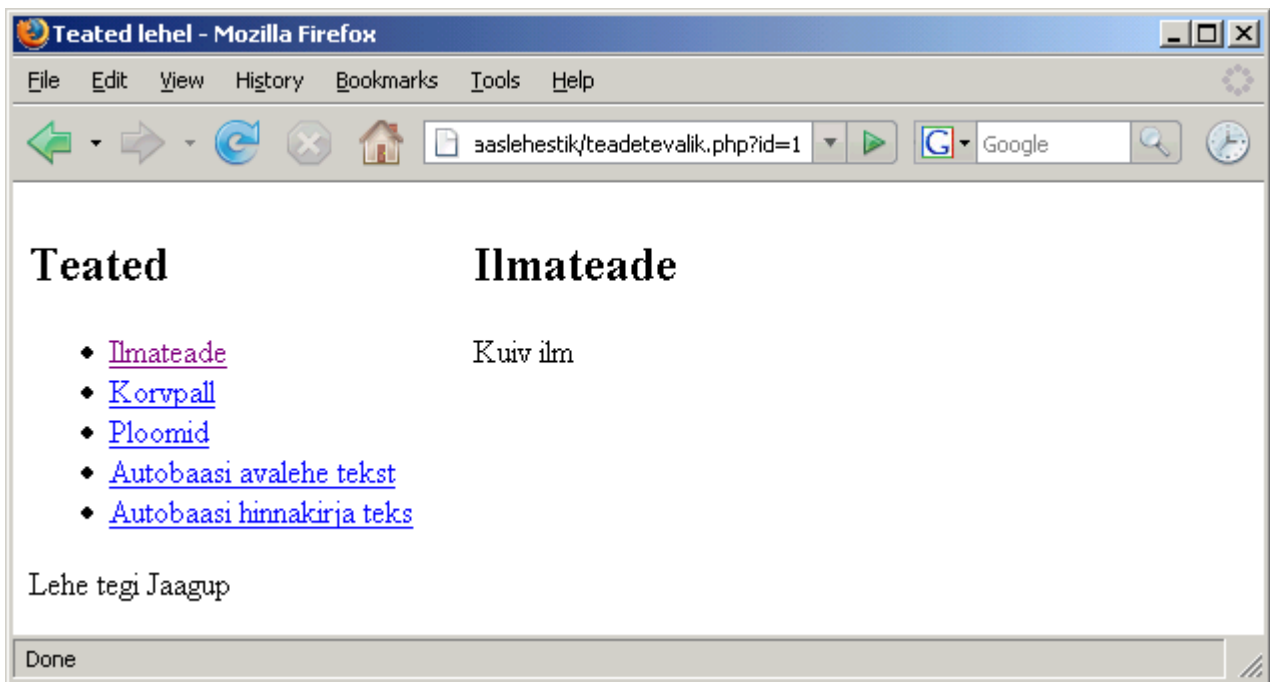 Teated lehel - Mozilla Firefox
File Edit View History Bookmarks Tools Help
aaslehestik/teadetevalik.php?id=1 G Google
Teated
Ilmateade
Korvpall
Ploomid
Autobaasi avalehe tekst
Autobaasi hinnakirja teks
Ilmateade
Kuiv ilm
Lehe tegi Jaagup
Done